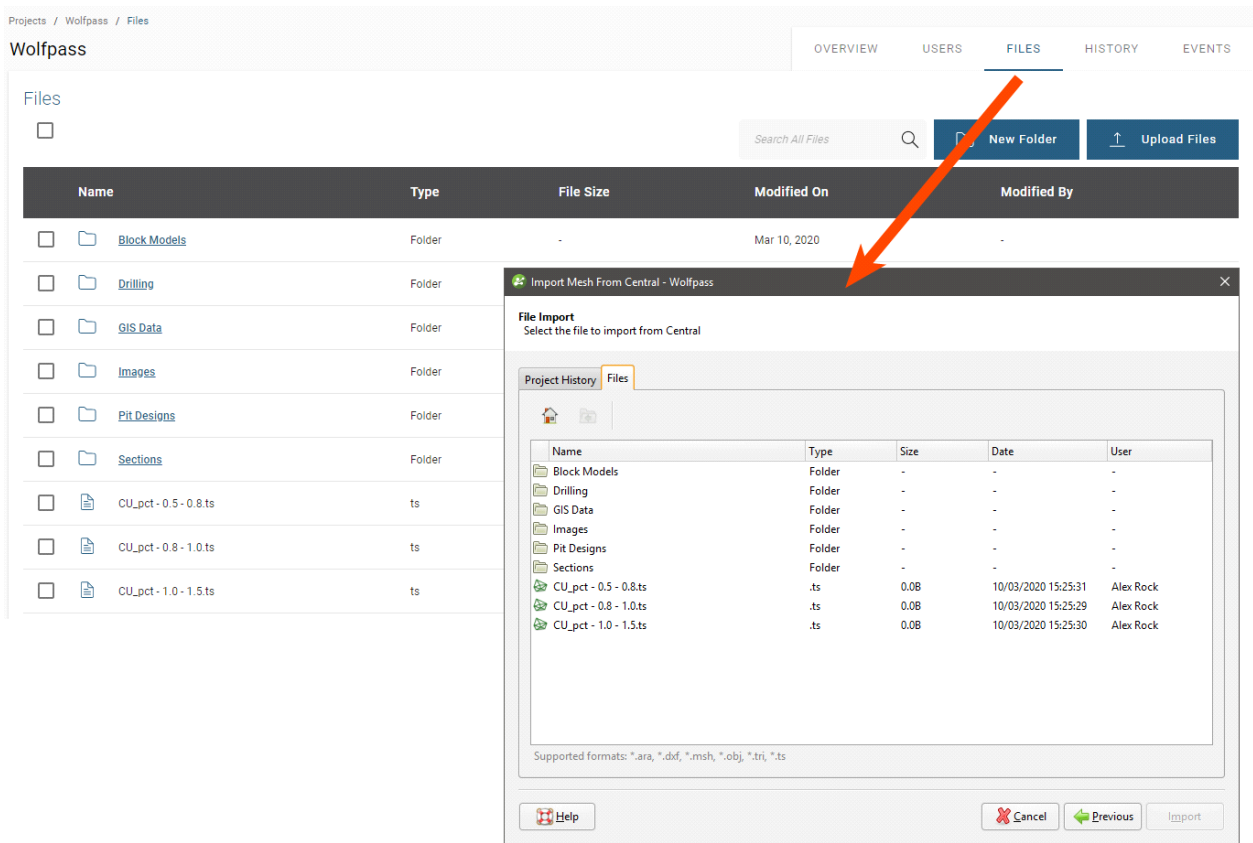 Projects / Wolfpass / Files
Wolfpass
OVERVIEW USERS FILES HISTORY EVENTS
Files
Search All Files New Folder Upload Files
Name Type File Size Modified On Modified By
Block Models Folder - Mar 10, 2020 -
Drilling Folder
GIS Data Folder
Images Folder
Pit Designs Folder
Sections Folder
CU_pct - 0.5 - 0.8.ts ts
CU_pct - 0.8 - 1.0.ts ts
CU_pct - 1.0 - 1.5.ts ts
Import Mesh From Central - Wolfpass
File Import
Select the file to import from Central
Project History Files
Name Type Size Date User
Block Models Folder - - -
Drilling Folder - - -
GIS Data Folder - - -
Images Folder - - -
Pit Designs Folder - - -
Sections Folder - - -
CU_pct - 0.5 - 0.8.ts .ts 0.0B 10/03/2020 15:25:31 Alex Rock
CU_pct - 0.8 - 1.0.ts .ts 0.0B 10/03/2020 15:25:29 Alex Rock
CU_pct - 1.0 - 1.5.ts .ts 0.0B 10/03/2020 15:25:30 Alex Rock
Supported formats: *.ara, *.dxf, *.msh, *.obj, *.tri, *.ts
Help Cancel Previous Import